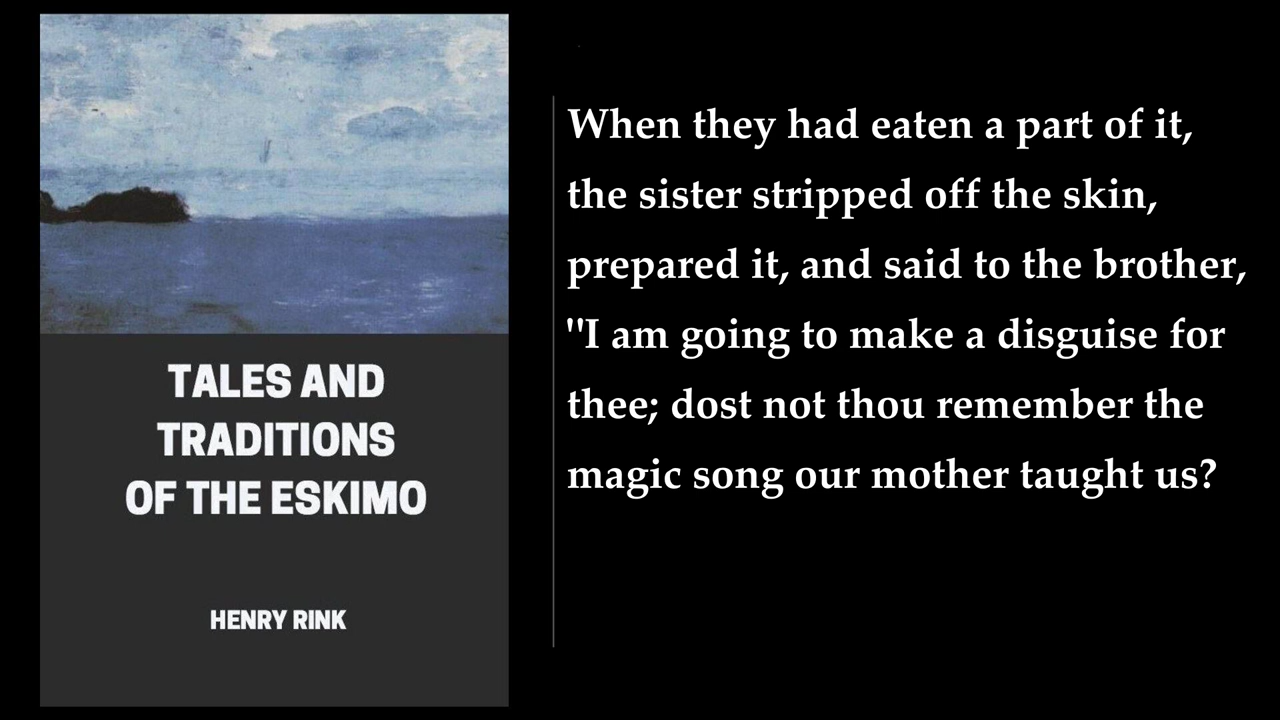 TALES AND
TRADITIONS
OF THE ESKIMO
HENRY RINK
When they had eaten a part of it,
the sister stripped off the skin,
prepared it, and said to the brother,
"I am going to make a disguise for
thee; dost not thou remember the
magic song our mother taught us?